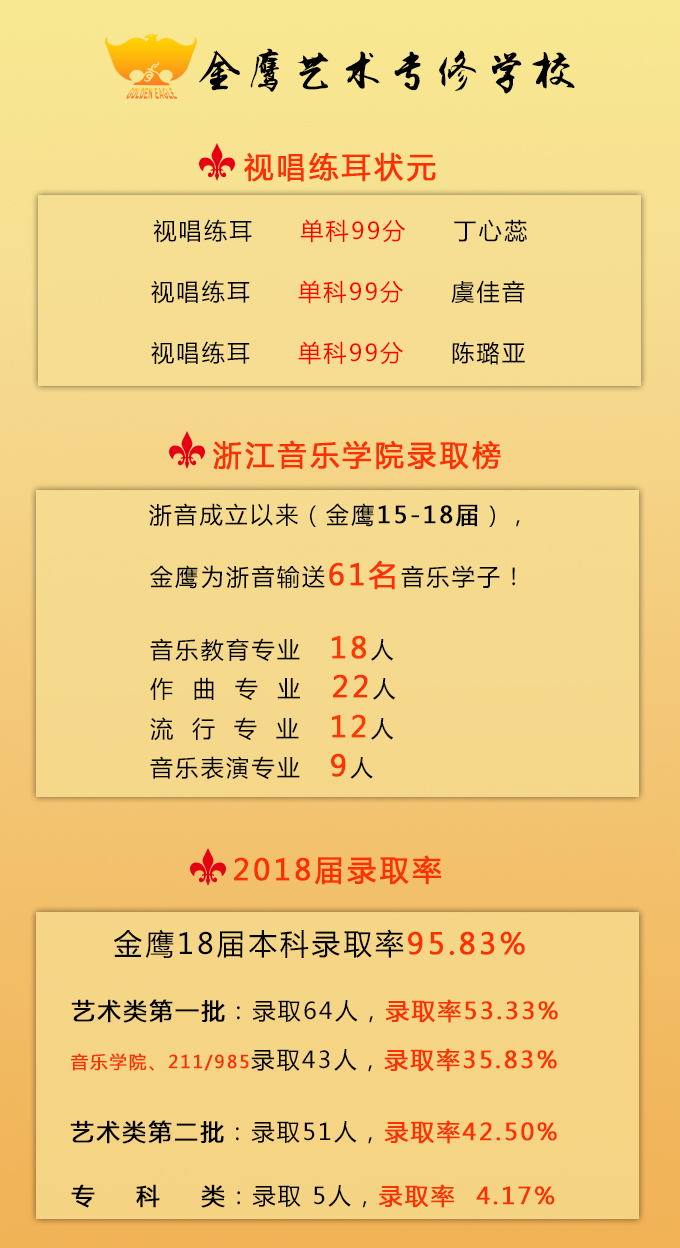 GOLDEN EAGLE
金鹰艺术专修学校
视唱练耳状元
视唱练耳 单科99分 丁心蕊
视唱练耳 单科99分 虞佳音
视唱练耳 单科99分 陈璐亚
浙江音乐学院录取榜
浙音成立以来（金鹰15-18届），
金鹰为浙音输送61名音乐学子！
音乐教育专业 18人
作曲专业 22人
流行专业 12人
音乐表演专业 9人
2018届录取率
金鹰18届本科录取率95.83%
艺术类第一批：录取64人，录取率53.33%
音乐学院、211/985录取43人，录取率35.83%
艺术类第二批：录取51人，录取率42.50%
专科类：录取 5人，录取率 4.17%